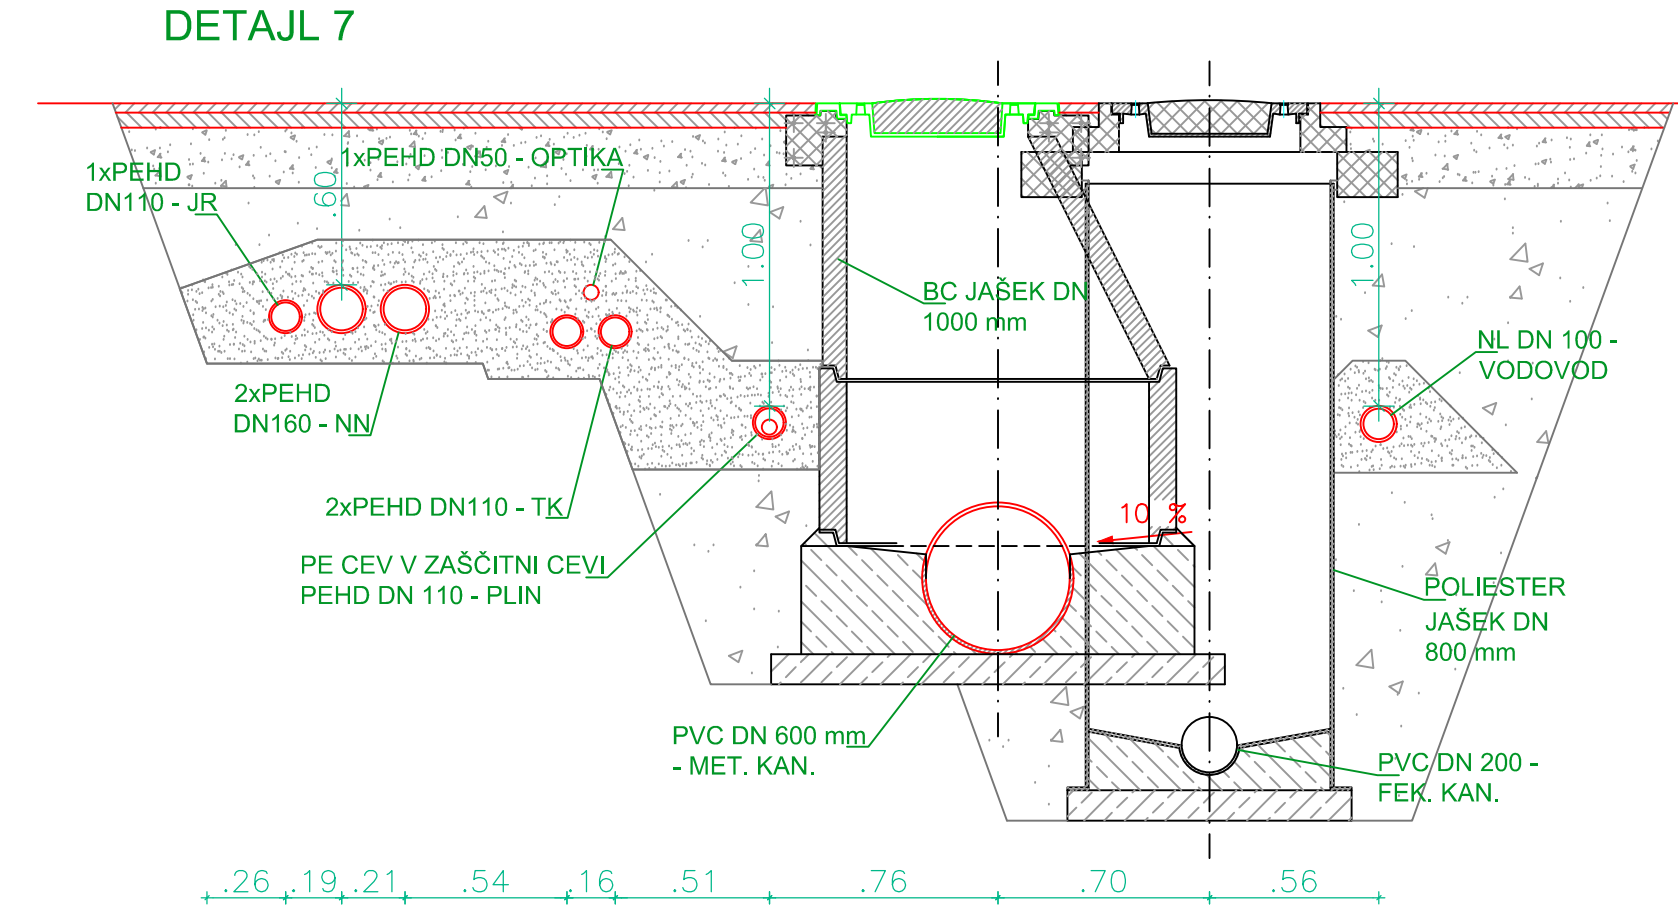 DETAJL 7
1xPEHD
DN110 - JR
1xPEHD DN50 - OPTIKA
.60
1.00
1.00
BC JAŠEK DN
1000 mm
NL DN 100 -
VODOVOD
2xPEHD
DN160 - NN
2xPEHD DN110 - TK
10 %
PE CEV V ZAŠČITNI CEVI
PEHD DN 110 - PLIN
POLIESTER
JAŠEK DN
800 mm
PVC DN 600 mm
- MET. KAN.
PVC DN 200 -
FEK. KAN.
.26 .19 .21 .54 .16 .51 .76 .70 .56